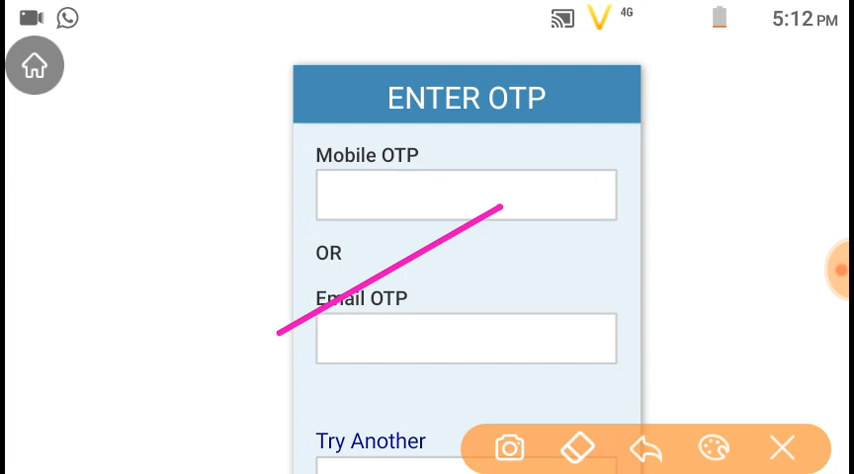 4G
5:12 PM
ENTER OTP
Mobile OTP
OR
Email OTP
Try Another